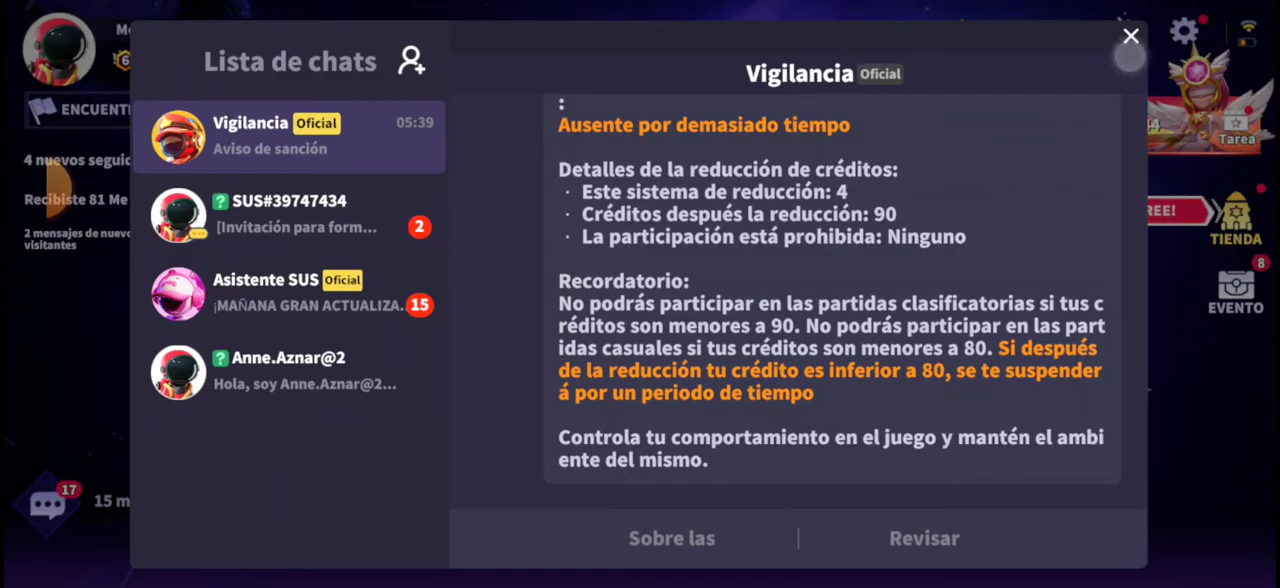 Me
6
ENCUENT
4 nuevos seguid
Recibiste 81 Me
2 mensajes de nuevo
visitantes
17
15 m
Lista de chats
Vigilancia Oficial 05:39
Aviso de sanción
? SUS#39747434
[Invitación para form... 2
Asistente SUS Oficial
¡MAÑANA GRAN ACTUALIZA. 15
? Anne.Aznar@2
Hola, soy Anne.Aznar@2...
Vigilancia Oficial
:
Ausente por demasiado tiempo
Detalles de la reducción de créditos:
· Este sistema de reducción: 4
· Créditos después la reducción: 90
· La participación está prohibida: Ninguno
Recordatorio:
No podrás participar en las partidas clasificatorias si tus c
réditos son menores a 90. No podrás participar en las part
idas casuales si tus créditos son menores a 80. Si después
de la reducción tu crédito es inferior a 80, se te suspender
á por un periodo de tiempo
Controla tu comportamiento en el juego y mantén el ambi
ente del mismo.
Sobre las | Revisar
Tarea
REE!
TIENDA
8
EVENTO